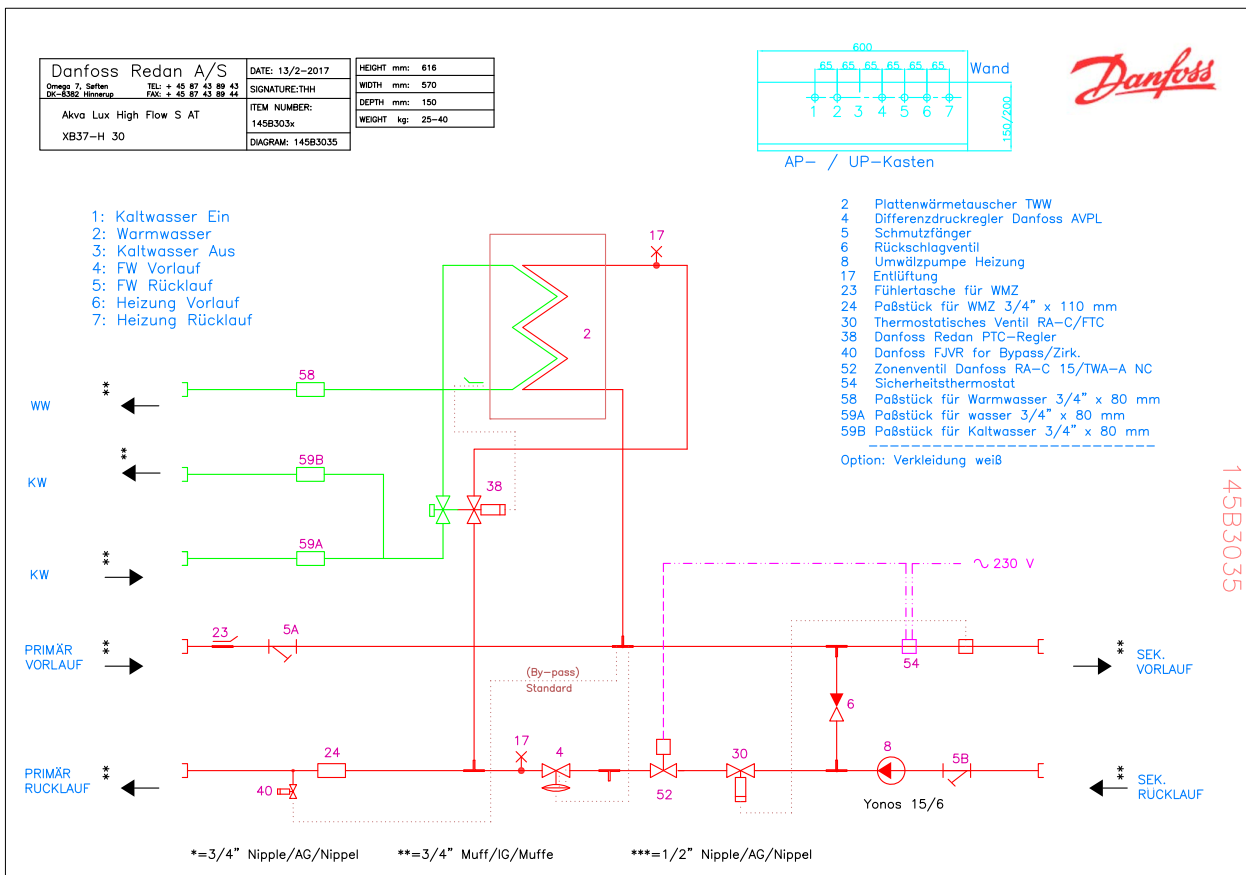 Danfoss Redan A/S
Omega 7, Søften
DK-8382 Hinnerup
TEL: + 45 87 43 89 43
FAX: + 45 87 43 89 44
Akva Lux High Flow S AT
XB37-H 30
DATE: 13/2-2017
SIGNATURE:THH
ITEM NUMBER:
145B303x
DIAGRAM: 145B3035
HEIGHT mm: 616
WIDTH mm: 570
DEPTH mm: 150
WEIGHT kg: 25-40
600
65 65 65 65 65 65
Wand
1 2 3 4 5 6 7
150/200
AP- / UP-Kasten
Danfoss
1: Kaltwasser Ein
2: Warmwasser
3: Kaltwasser Aus
4: FW Vorlauf
5: FW Rücklauf
6: Heizung Vorlauf
7: Heizung Rücklauf
2 Plattenwärmetauscher TWW
4 Differenzdruckregler Danfoss AVPL
5 Schmutzfänger
6 Rückschlagventil
8 Umwälzpumpe Heizung
17 Entlüftung
23 Fühlertasche für WMZ
24 Paßstück für WMZ 3/4" x 110 mm
30 Thermostatisches Ventil RA-C/FTC
38 Danfoss Redan PTC-Regler
40 Danfoss FJVR for Bypass/Zirk.
52 Zonenventil Danfoss RA-C 15/TWA-A NC
54 Sicherheitsthermostat
58 Paßstück für Warmwasser 3/4" x 80 mm
59A Paßstück für wasser 3/4" x 80 mm
59B Paßstück für Kaltwasser 3/4" x 80 mm
Option: Verkleidung weiß
145B3035
17
2
58
**
WW
59B
**
KW
38
59A
**
KW
~ 230 V
23
5A
**
PRIMÄR
VORLAUF
54
**
SEK.
VORLAUF
(By-pass)
Standard
6
17
4
24
40
52
30
8
5B
Yonos 15/6
**
PRIMÄR
RÜCKLAUF
**
SEK.
RÜCKLAUF
*=3/4" Nipple/AG/Nippel
**=3/4" Muff/IG/Muffe
***=1/2" Nipple/AG/Nippel